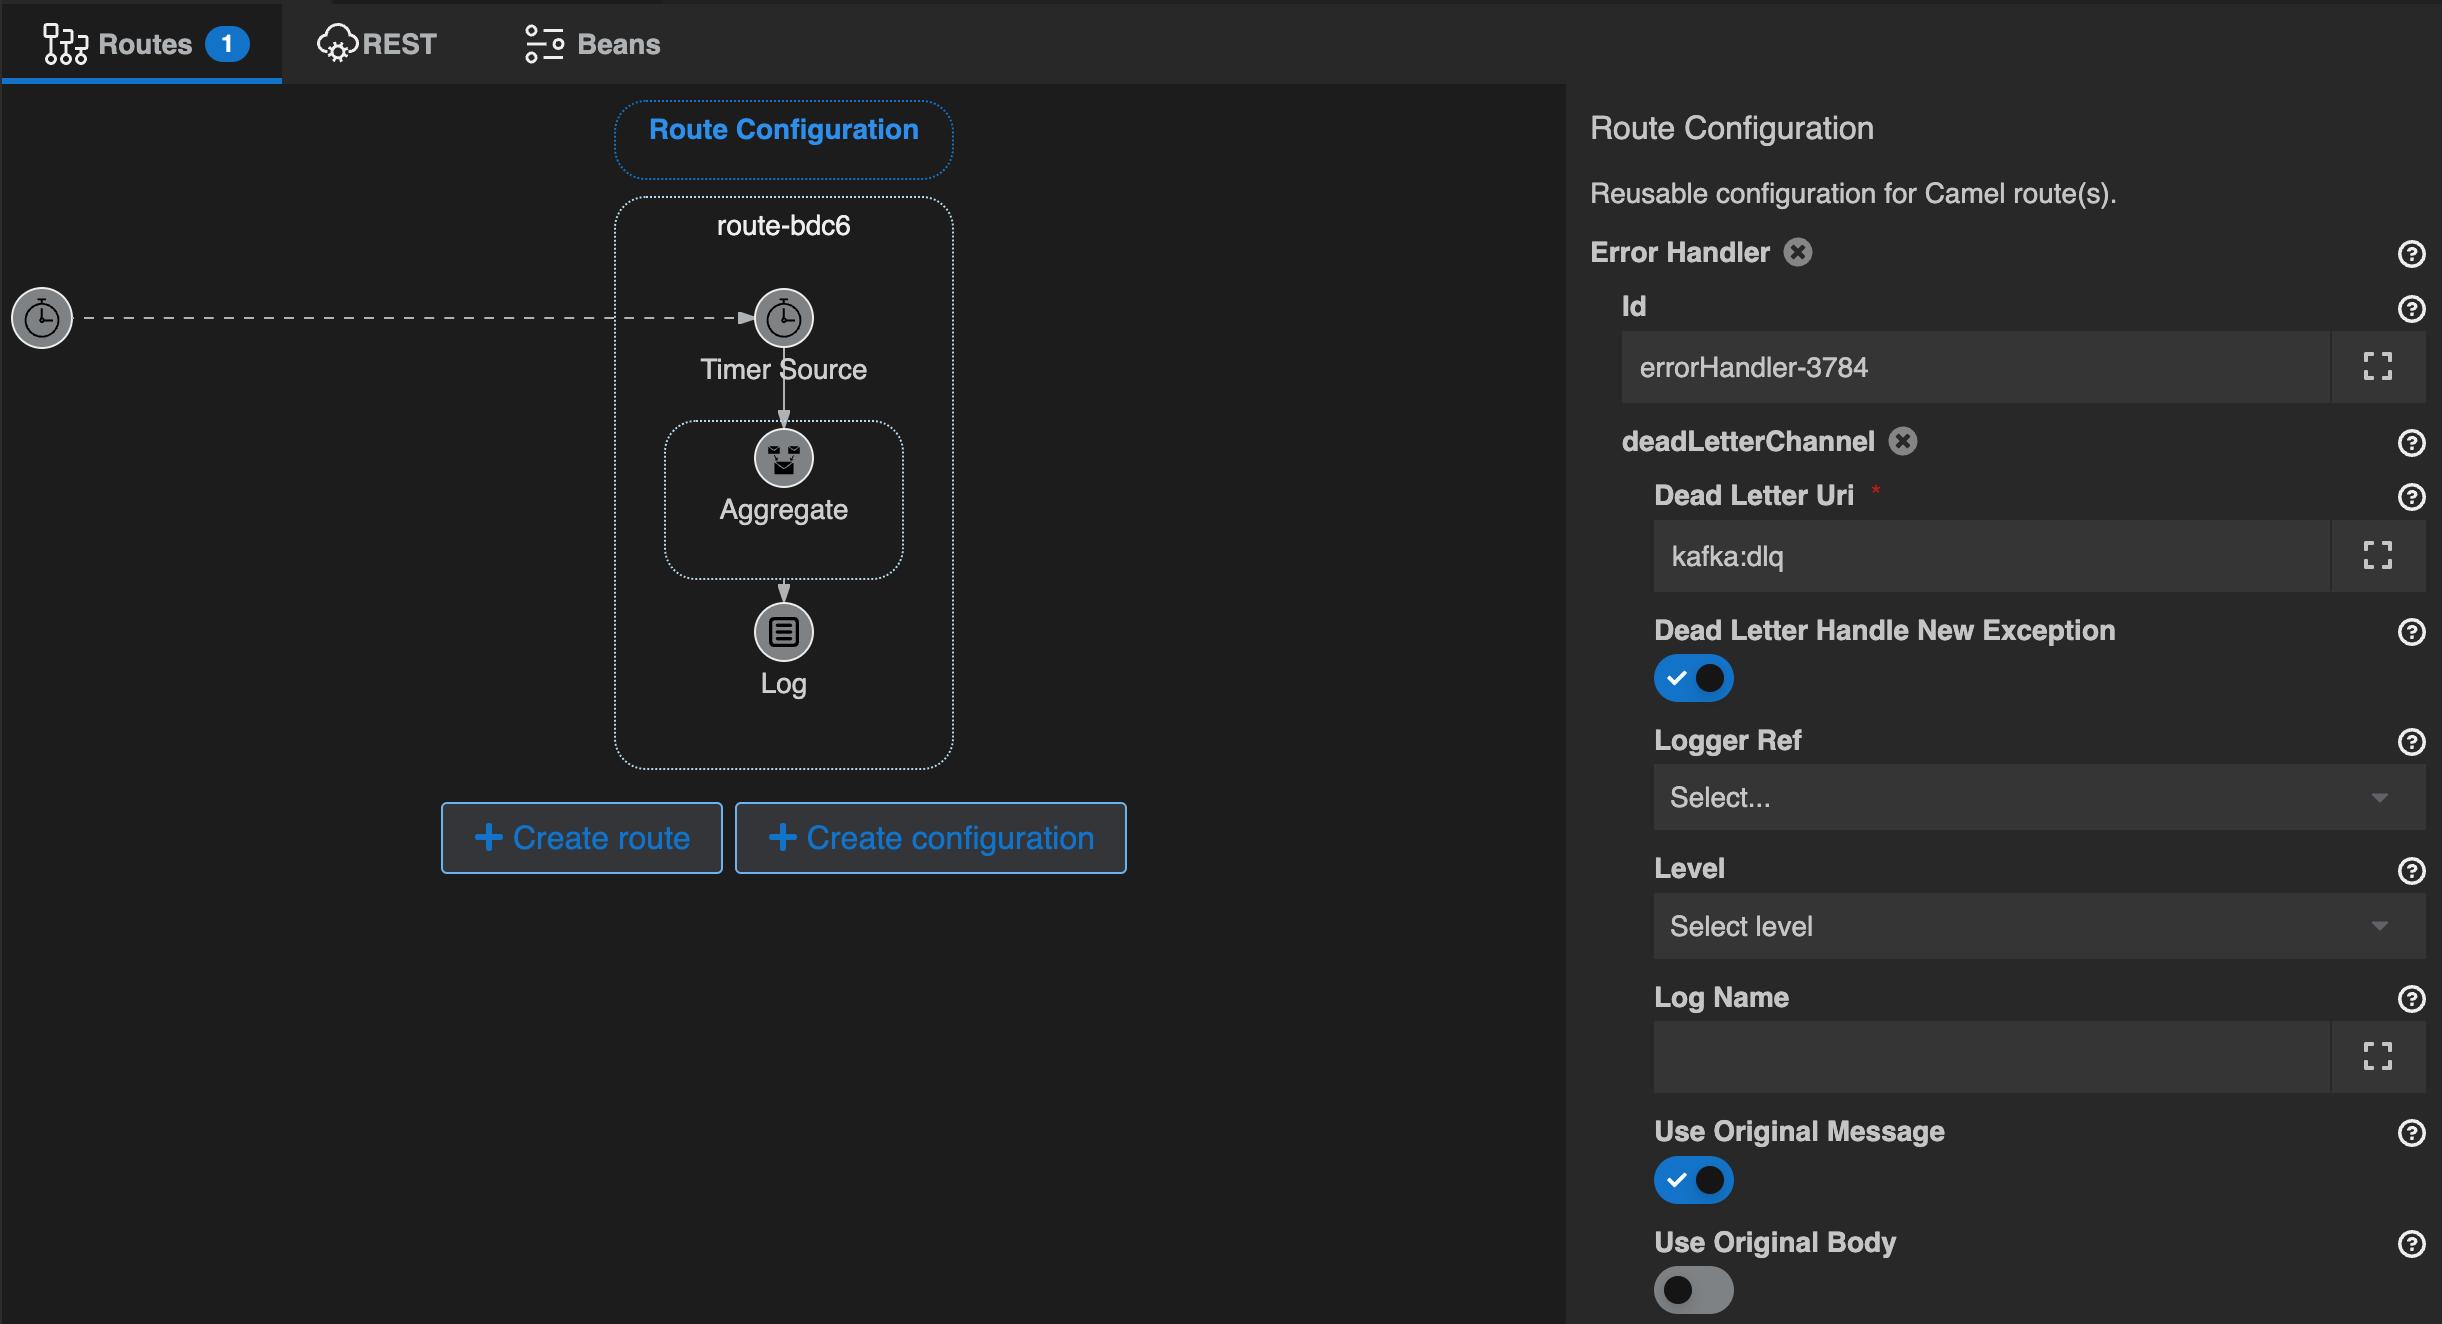 Routes 1
REST
Beans
Route Configuration
route-bdc6
Timer Source
Aggregate
Log
Create route
Create configuration
Route Configuration
Reusable configuration for Camel route(s).
Error Handler
Id
errorHandler-3784
deadLetterChannel
Dead Letter Uri *
kafka:dlq
Dead Letter Handle New Exception
Logger Ref
Select...
Level
Select level
Log Name
Use Original Message
Use Original Body